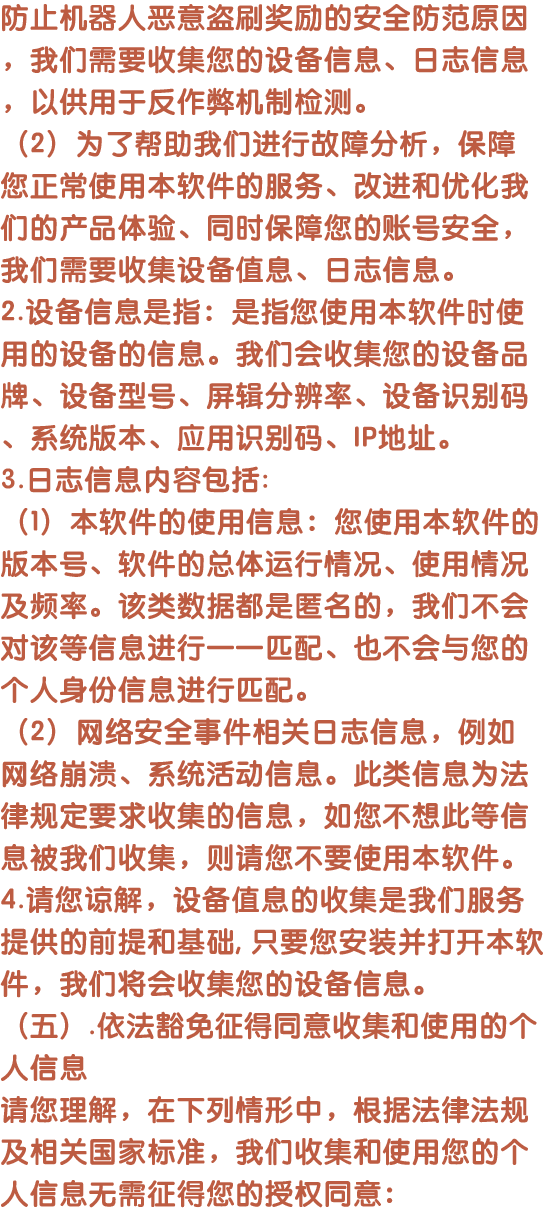 防止机器人恶意盗刷奖励的安全防范原因
，我们需要收集您的设备信息、日志信息
，以供用于反作弊机制检测。
（2）为了帮助我们进行故障分析，保障
您正常使用本软件的服务、改进和优化我
们的产品体验、同时保障您的账号安全，
我们需要收集设备值息、日志信息。
2.设备信息是指：是指您使用本软件时使
用的设备的信息。我们会收集您的设备品
牌、设备型号、屏辑分辨率、设备识别码
、系统版本、应用识别码、IP地址。
3.日志信息内容包括:
（1）本软件的使用信息：您使用本软件的
版本号、软件的总体运行情况、使用情况
及频率。该类数据都是匿名的，我们不会
对该等信息进行一一匹配、也不会与您的
个人身份信息进行匹配。
（2）网络安全事件相关日志信息，例如
网络崩溃、系统活动信息。此类信息为法
律规定要求收集的信息，如您不想此等信
息被我们收集，则请您不要使用本软件。
4.请您谅解，设备值息的收集是我们服务
提供的前提和基础, 只要您安装并打开本软
件，我们将会收集您的设备信息。
（五）.依法豁免征得同意收集和使用的个
人信息
请您理解，在下列情形中，根据法律法规
及相关国家标准，我们收集和使用您的个
人信息无需征得您的授权同意：